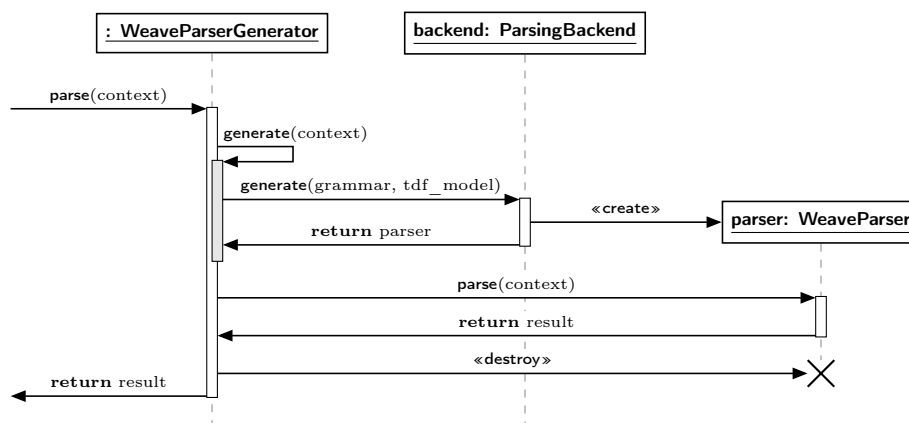 : WeaveParserGenerator
backend: ParsingBackend
parse(context)
generate(context)
generate(grammar, tdf_model)
«create»
parser: WeaveParser
return parser
parse(context)
return result
«destroy»
return result